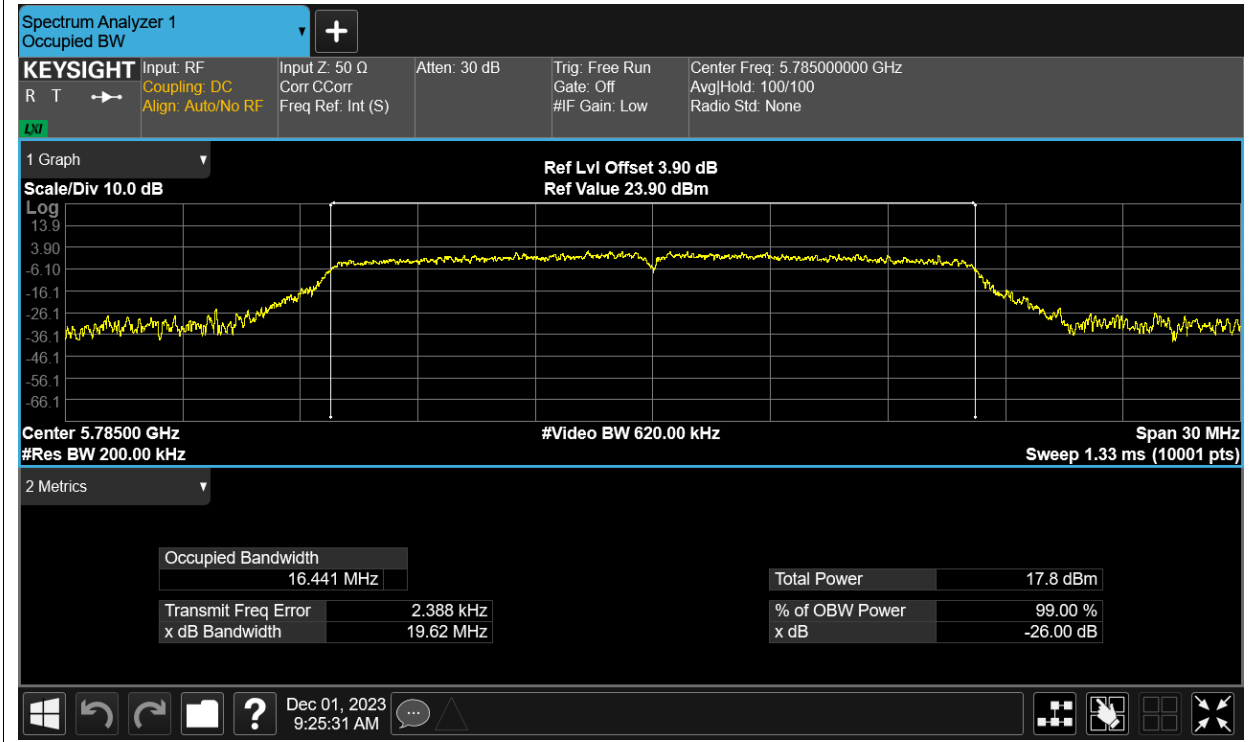 Spectrum Analyzer 1
Occupied BW
KEYSIGHT
R T
LXI
Input: RF
Coupling: DC
Align: Auto/No RF
Input Z: 50 Ω
Corr CCorr
Freq Ref: Int (S)
Atten: 30 dB
Trig: Free Run
Gate: Off
#IF Gain: Low
Center Freq: 5.785000000 GHz
Avg|Hold: 100/100
Radio Std: None
1 Graph
Scale/Div 10.0 dB
Ref Lvl Offset 3.90 dB
Ref Value 23.90 dBm
Log
13.9
3.90
-6.10
-16.1
-26.1
-36.1
-46.1
-56.1
-66.1
Center 5.78500 GHz
#Video BW 620.00 kHz
Span 30 MHz
#Res BW 200.00 kHz
Sweep 1.33 ms (10001 pts)
2 Metrics
Occupied Bandwidth
16.441 MHz
Total Power 17.8 dBm
Transmit Freq Error 2.388 kHz
% of OBW Power 99.00 %
x dB Bandwidth 19.62 MHz
x dB -26.00 dB
Dec 01, 2023
9:25:31 AM